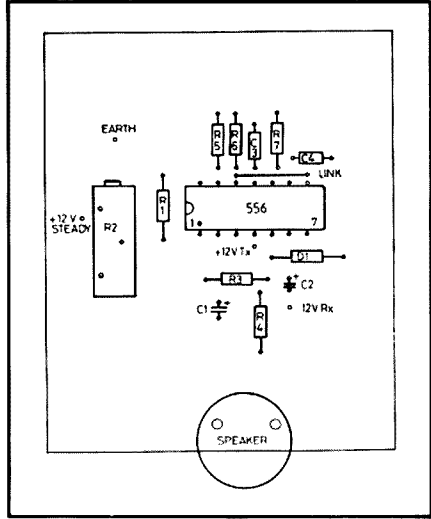 EARTH
R5
R6
C3
R7
C4
LINK
+12 V
STEADY
R2
R1
556
1
7
+12V Tx
D1
R3
+
C2
C1
+
R4
12V Rx
SPEAKER